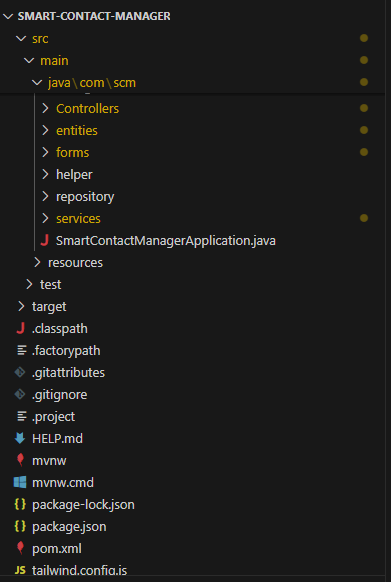 SMART-CONTACT-MANAGER
src
main
java\com\scm
Controllers
entities
forms
helper
repository
services
J SmartContactManagerApplication.java
resources
test
target
J .classpath
.factorypath
.gitattributes
.gitignore
.project
HELP.md
mvnw
mvnw.cmd
{} package-lock.json
{} package.json
pom.xml
JS tailwind.config.js